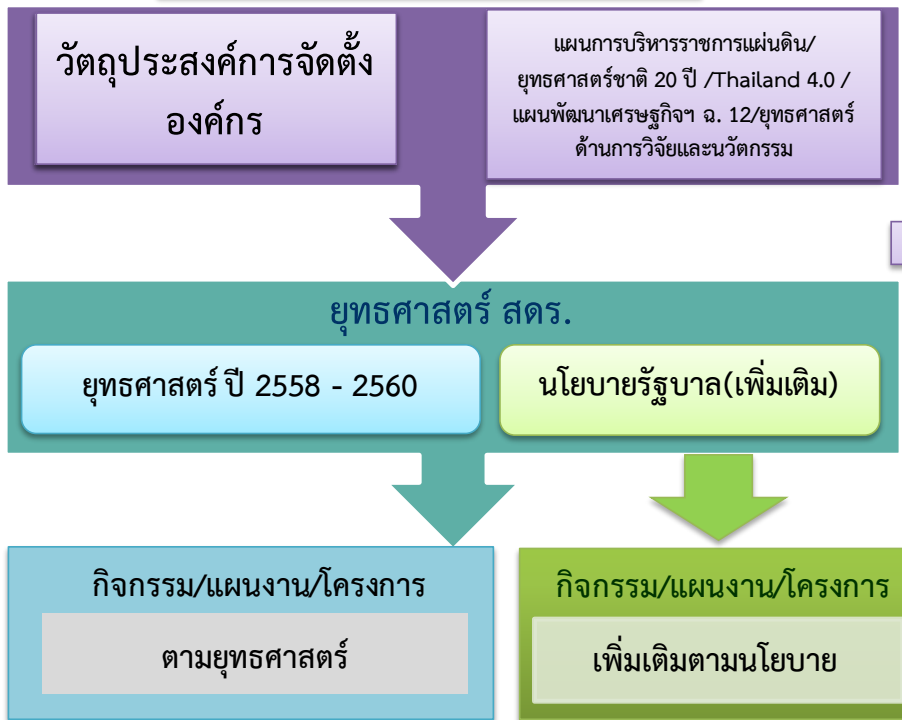 วัตถุประสงค์การจัดตั้ง
องค์กร
แผนการบริหารราชการแผ่นดิน/
ยุทธศาสตร์ชาติ 20 ปี /Thailand 4.0 /
แผนพัฒนาเศรษฐกิจฯ ฉ. 12/ยุทธศาสตร์
ด้านการวิจัยและนวัตกรรม
ยุทธศาสตร์ สดร.
ยุทธศาสตร์ ปี 2558 - 2560
นโยบายรัฐบาล(เพิ่มเติม)
กิจกรรม/แผนงาน/โครงการ
ตามยุทธศาสตร์
กิจกรรม/แผนงาน/โครงการ
เพิ่มเติมตามนโยบาย